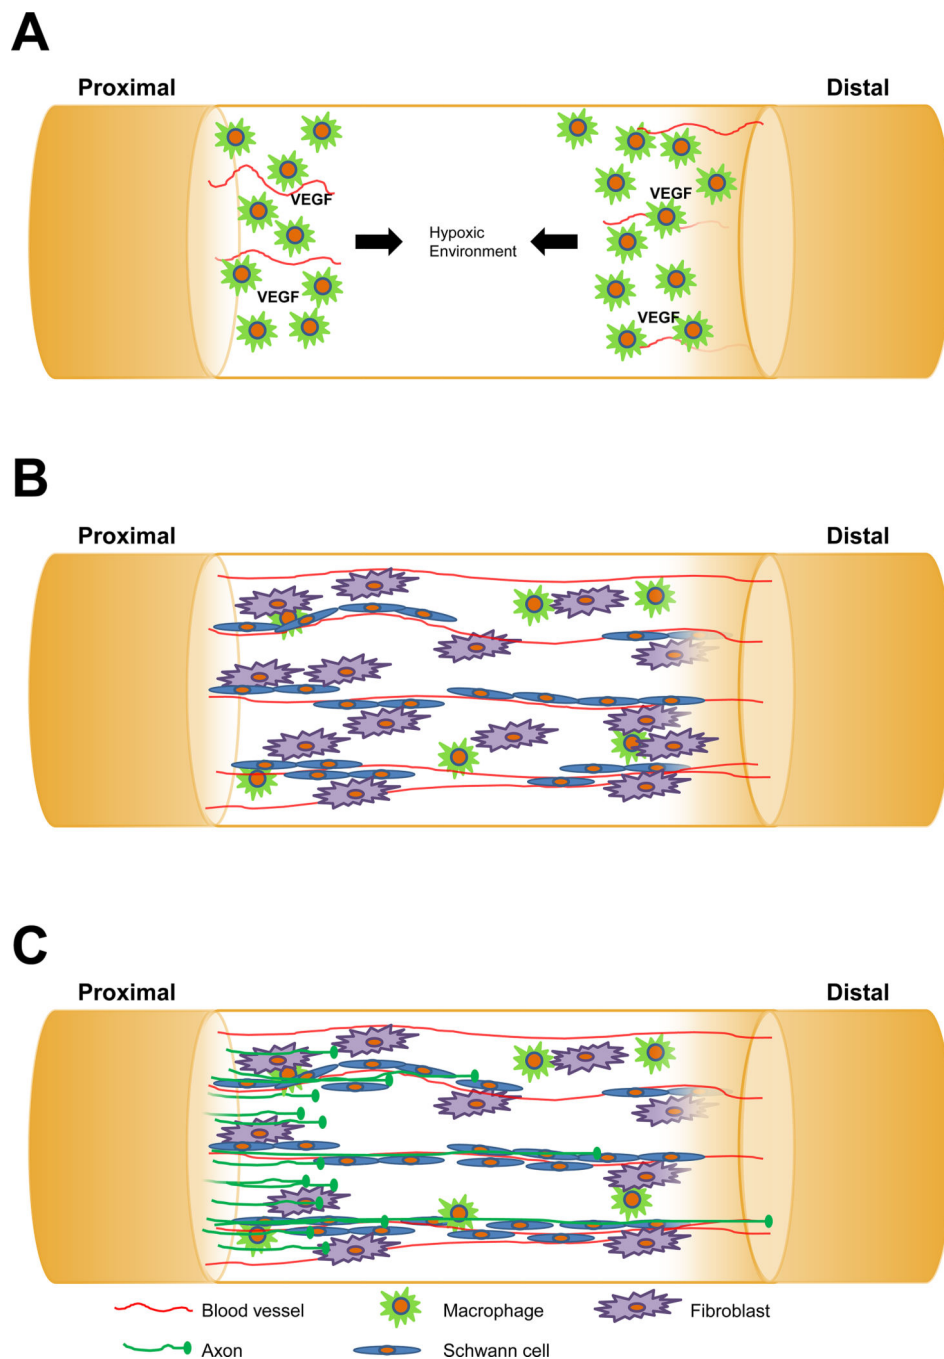 A
Proximal Distal
VEGF
VEGF
Hypoxic
Environment
VEGF
VEGF
B
Proximal Distal
C
Proximal Distal
Blood vessel Macrophage Fibroblast
Axon Schwann cell